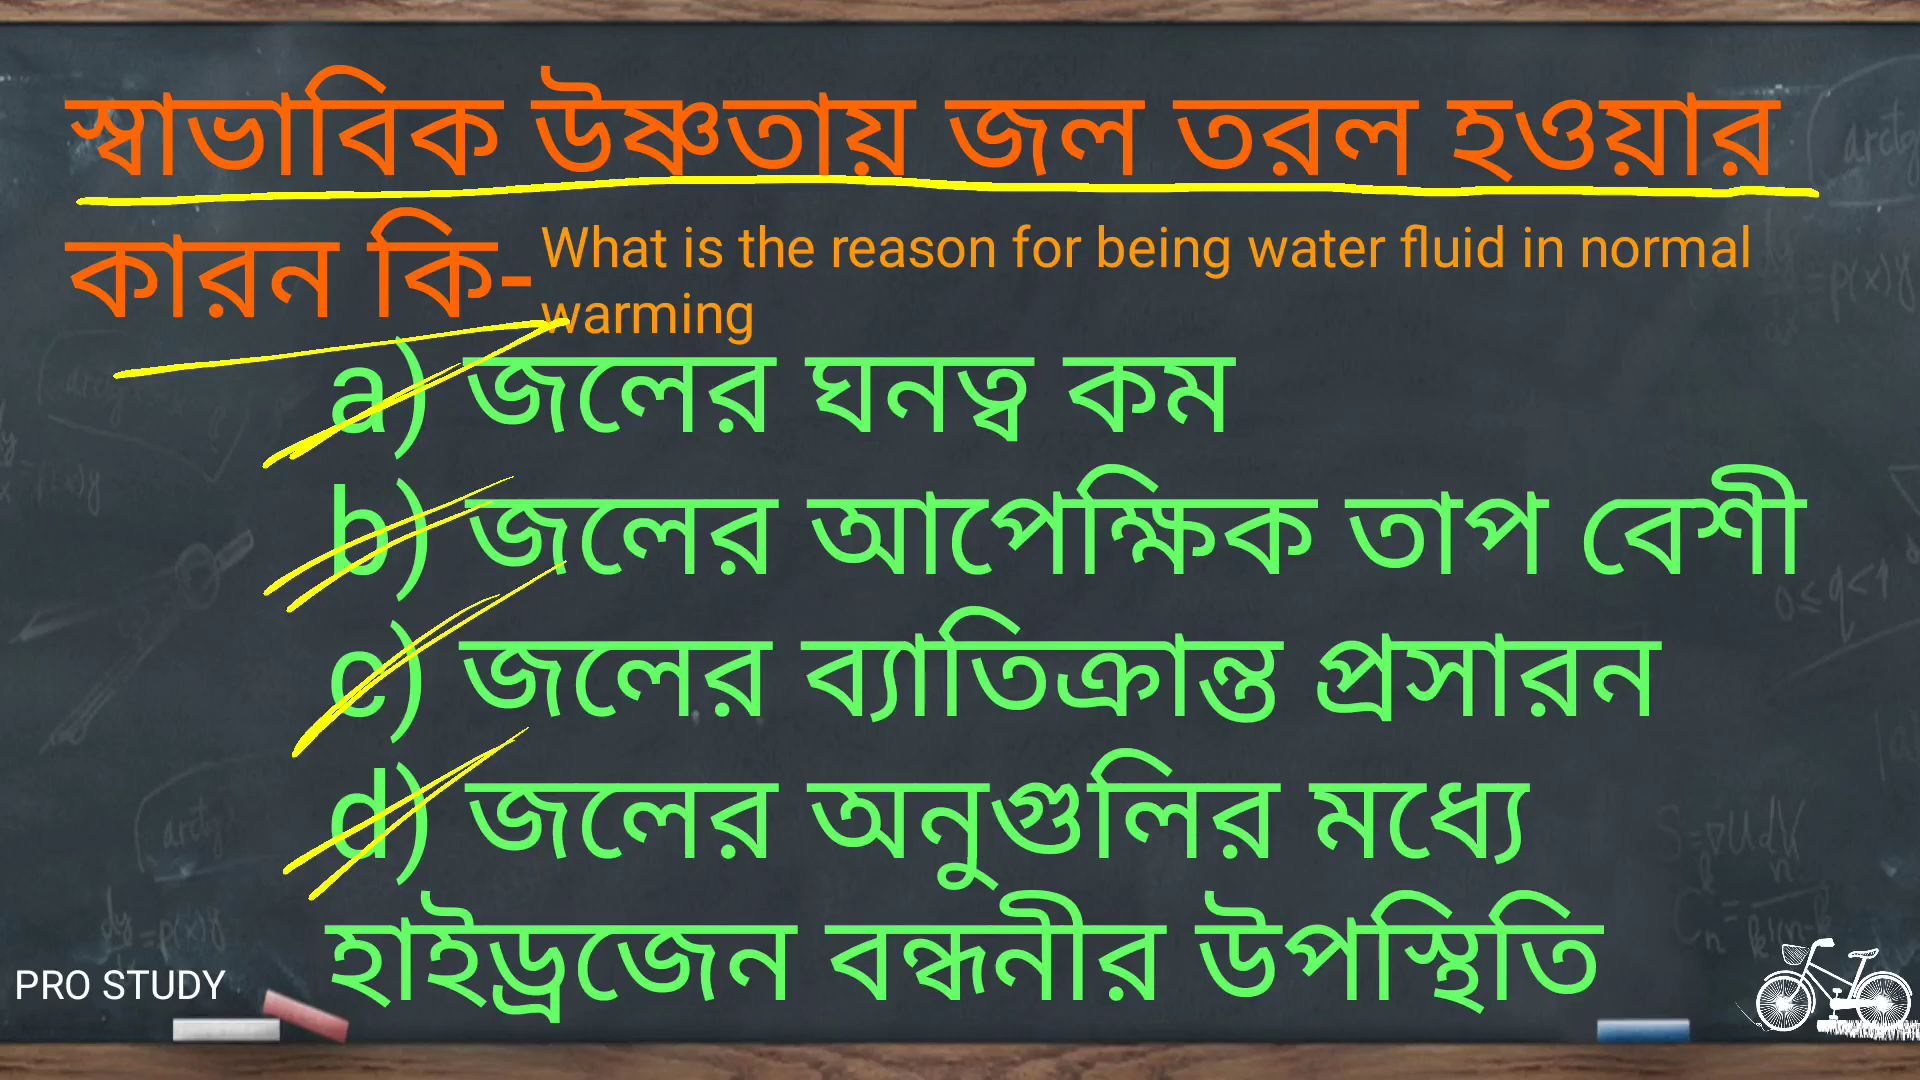 স্বাভাবিক উষ্ণতায় জল তরল হওয়ার
কারন কি-
What is the reason for being water fluid in normal
warming
a) জলের ঘনত্ব কম
b) জলের আপেক্ষিক তাপ বেশী
c) জলের ব্যাতিক্রান্ত প্রসারন
d) জলের অনুগুলির মধ্যে
হাইড্রজেন বন্ধনীর উপস্থিতি
PRO STUDY